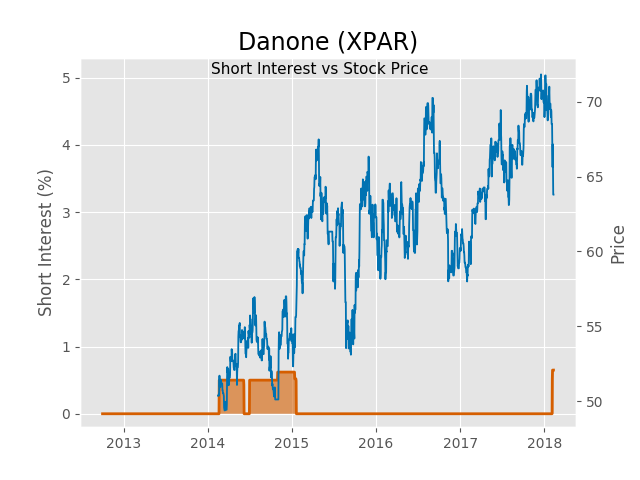 Danone (XPAR)
Short Interest vs Stock Price
Short Interest (%)
5
4
3
2
1
0
70
65
60
55
50
Price
2013 2014 2015 2016 2017 2018